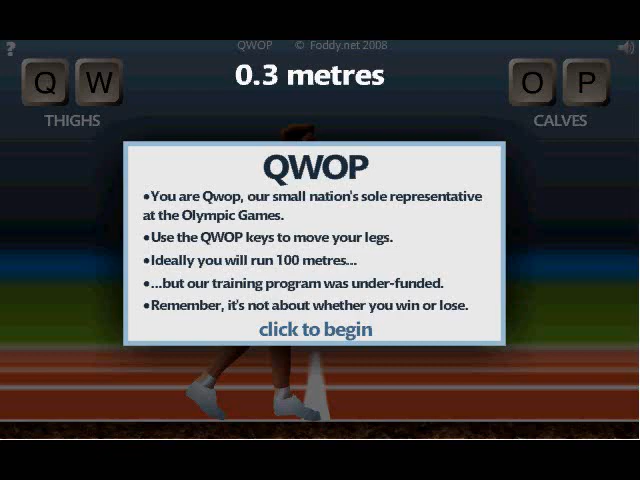 ?
QWOP © Foddy.net 2008
Q W
0.3 metres
O P
THIGHS
CALVES
QWOP
•You are Qwop, our small nation's sole representative
at the Olympic Games.
•Use the QWOP keys to move your legs.
•Ideally you will run 100 metres...
•...but our training program was under-funded.
•Remember, it's not about whether you win or lose.
click to begin